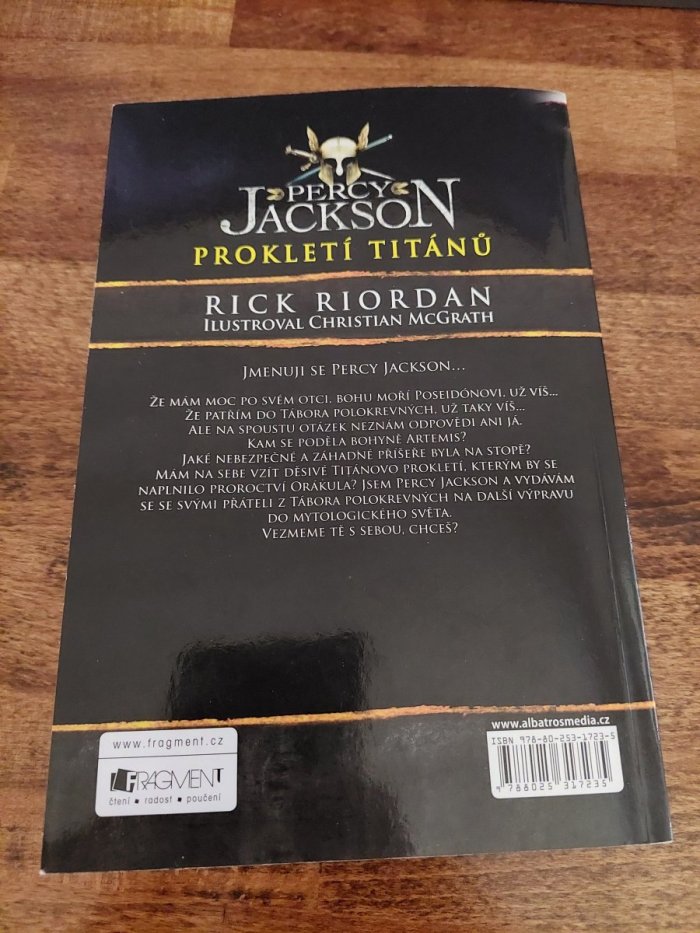 PERCY
JACKSON
PROKLETÍ TITÁNŮ
RICK RIORDAN
ILUSTROVAL CHRISTIAN MCGRATH
JMENUJI SE PERCY JACKSON...
ŽE MÁM MOC PO SVÉM OTCI, BOHU MOŘÍ POSEIDÓNOVI, UŽ VÍŠ...
ŽE PATŘÍM DO TÁBORA POLOKREVNÝCH, UŽ TAKY VÍŠ...
ALE NA SPOUSTU OTÁZEK NEZNÁM ODPOVĚDI ANI JÁ.
KAM SE PODĚLA BOHYNĚ ARTEMIS?
JAKÉ NEBEZPEČNÉ A ZÁHADNÉ PŘÍŠEŘE BYLA NA STOPĚ?
MÁM NA SEBE VZÍT DĚSIVÉ TITÁNOVO PROKLETÍ, KTERÝM BY SE
NAPLNILO PROROCTVÍ ORÁKULA? JSEM PERCY JACKSON A VYDÁVÁM
SE SE SVÝMI PŘÁTELI Z TÁBORA POLOKREVNÝCH NA DALŠÍ VÝPRAVU
DO MYTOLOGICKÉHO SVĚTA.
VEZMEME TĚ S SEBOU, CHCEŠ?
www.fragment.cz
FRAGMENT
čtení ■ radost ■ poučení
www.albatrosmedia.cz
ISBN 978-80-253-1723-5
9 788025 317235